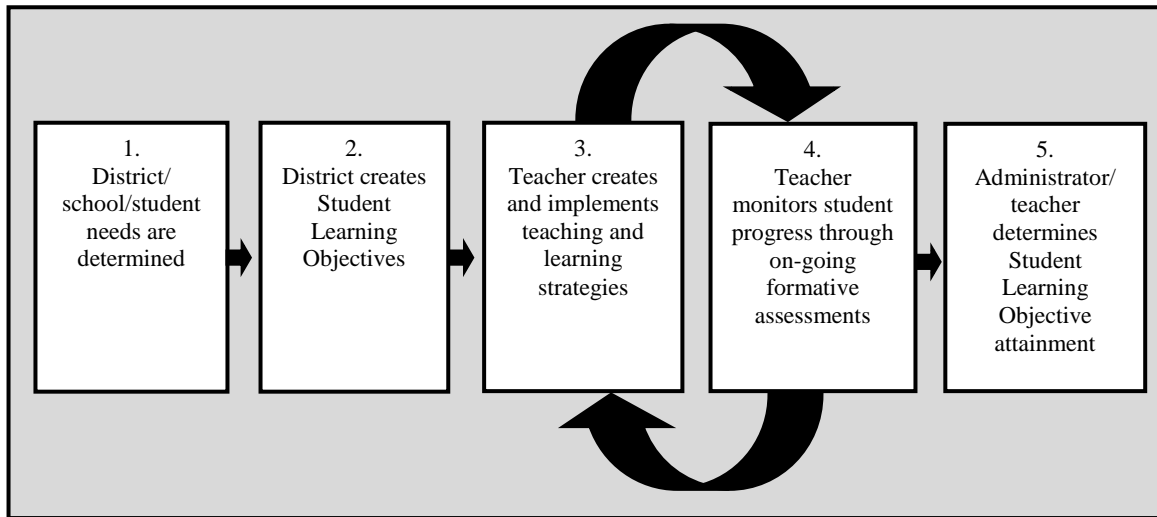 1.
District/
school/student
needs are
determined
2.
District creates
Student
Learning
Objectives
3.
Teacher creates
and implements
teaching and
learning
strategies
4.
Teacher
monitors student
progress through
on-going
formative
assessments
5.
Administrator/
teacher
determines
Student
Learning
Objective
attainment